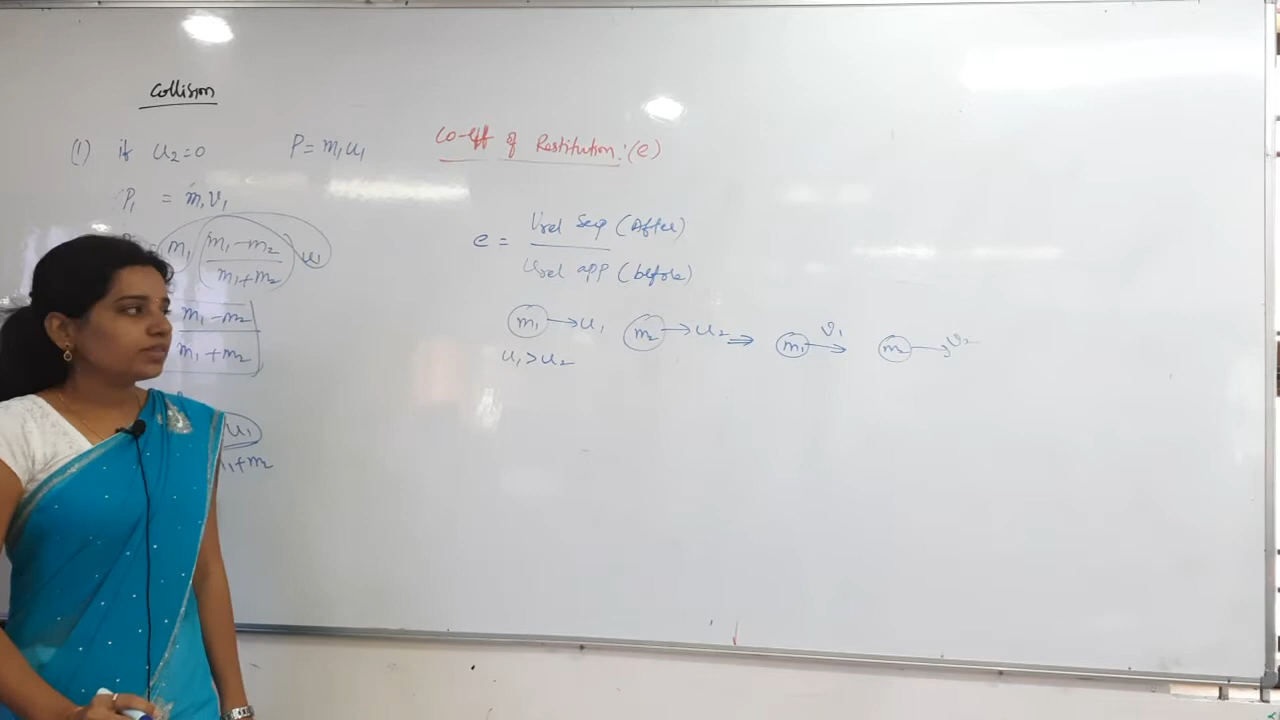 Collision
(1) if u₂=0 P = m₁u₁
P₁ = m₁v₁
= m₁ (m₁-m₂ / m₁+m₂) u₁
m₁-m₂
m₁+m₂
u₁
m₁+m₂
Co-eff of Restitution: (e)
e = Vrel Sep (After)
Urel app (before)
m₁ → u₁ m₂ → u₂ ⇒ m₁ → v₁ m₂ → v₂
u₁>u₂